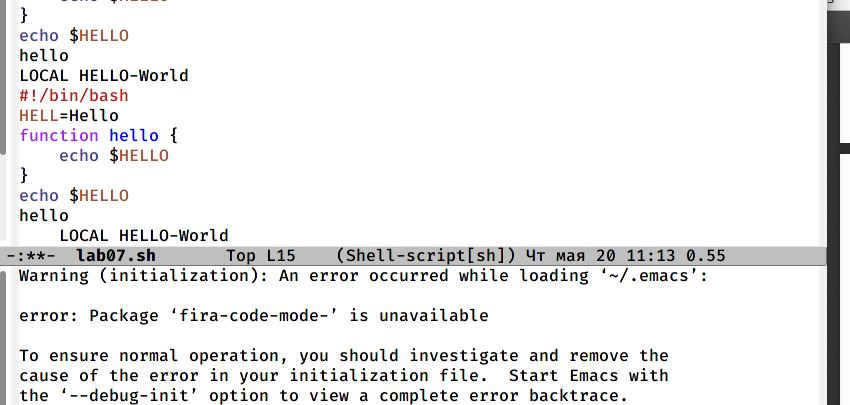 }
echo $HELLO
hello
LOCAL HELLO-World
#!/bin/bash
HELL=Hello
function hello {
    echo $HELLO
}
echo $HELLO
hello
    LOCAL HELLO-World
-:**-  lab07.sh       Top L15    (Shell-script[sh]) Чт мая 20 11:13 0.55
Warning (initialization): An error occurred while loading ‘~/.emacs’:
error: Package ‘fira-code-mode-’ is unavailable
To ensure normal operation, you should investigate and remove the
cause of the error in your initialization file.  Start Emacs with
the ‘--debug-init’ option to view a complete error backtrace.